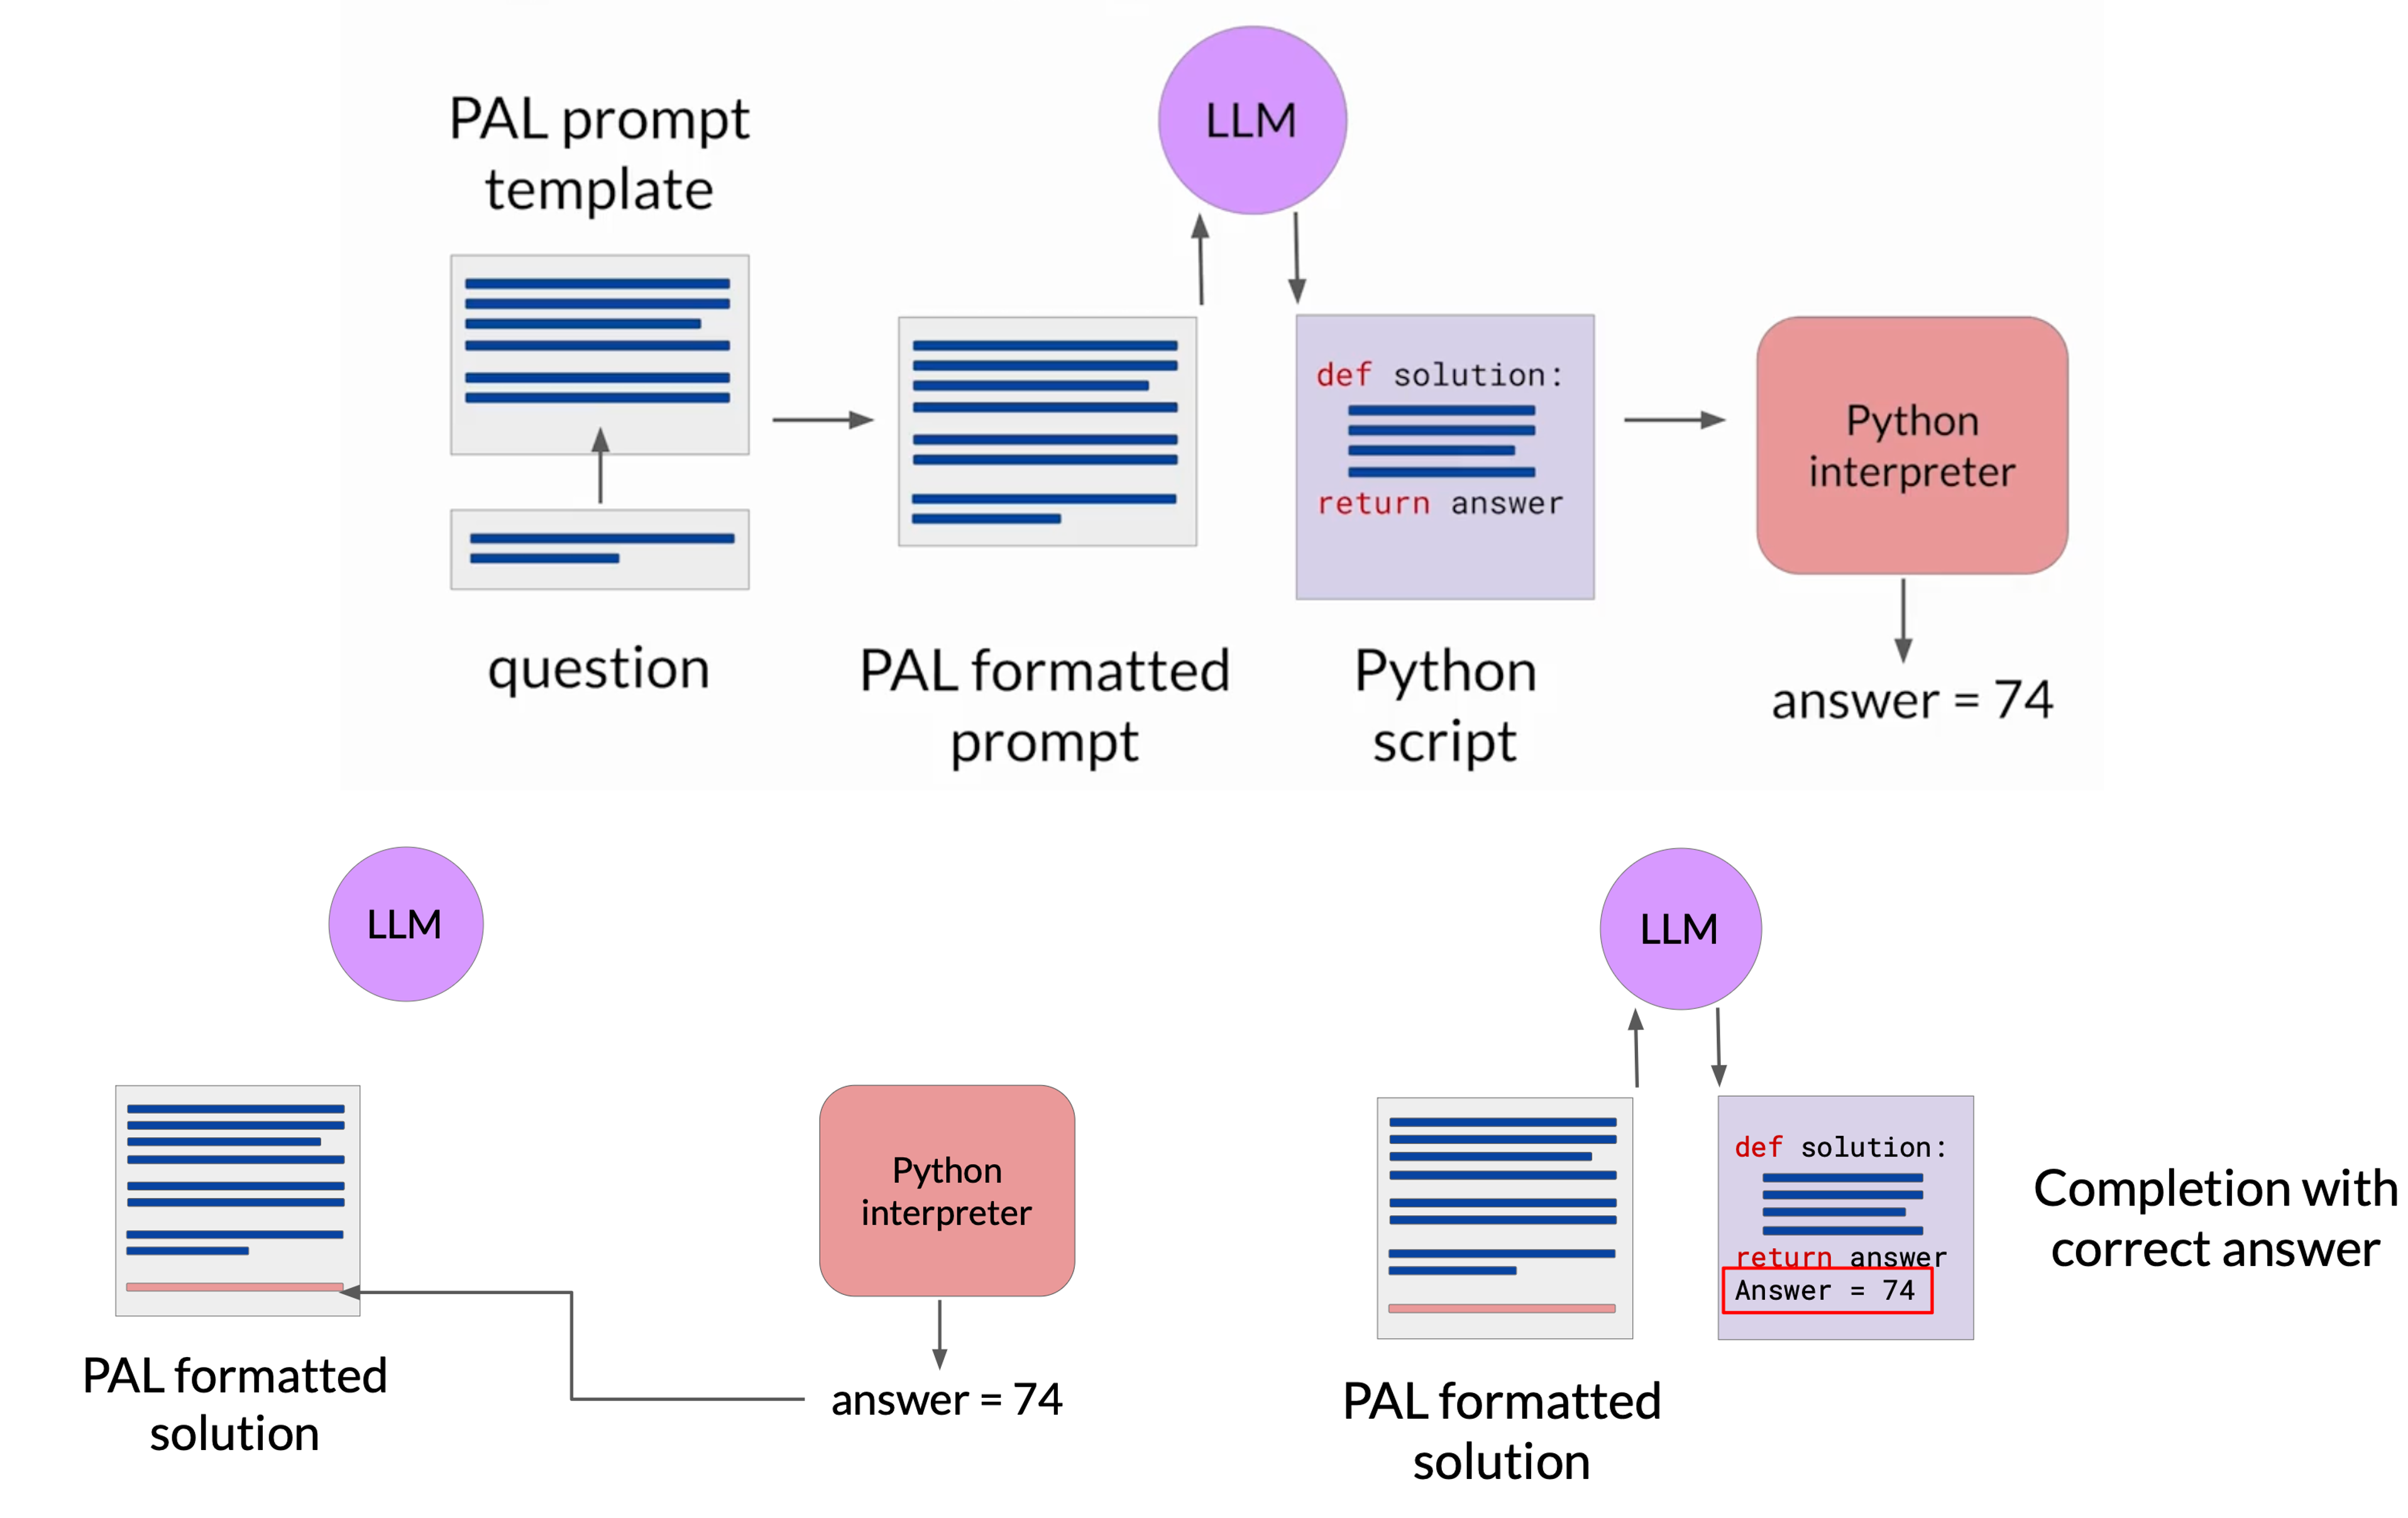 LLM
PAL prompt
template
def solution:
return answer
Python
interpreter
question
PAL formatted
prompt
Python
script
answer = 74
LLM
LLM
Python
interpreter
def solution:
return answer
Answer = 74
Completion with
correct answer
PAL formatted
solution
answer = 74
PAL formatted
solution